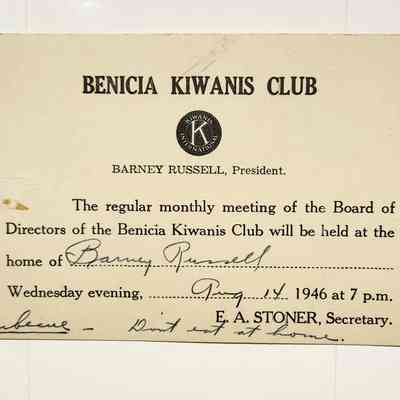 BENICIA KIWANIS CLUB
KIWANIS
K
INTERNATIONAL
BARNEY RUSSELL, President.
The regular monthly meeting of the Board of
Directors of the Benicia Kiwanis Club will be held at the
home of Barney Russell
Wednesday evening, Aug 14 1946 at 7 p.m.
E. A. STONER, Secretary.
- Don't eat at home.